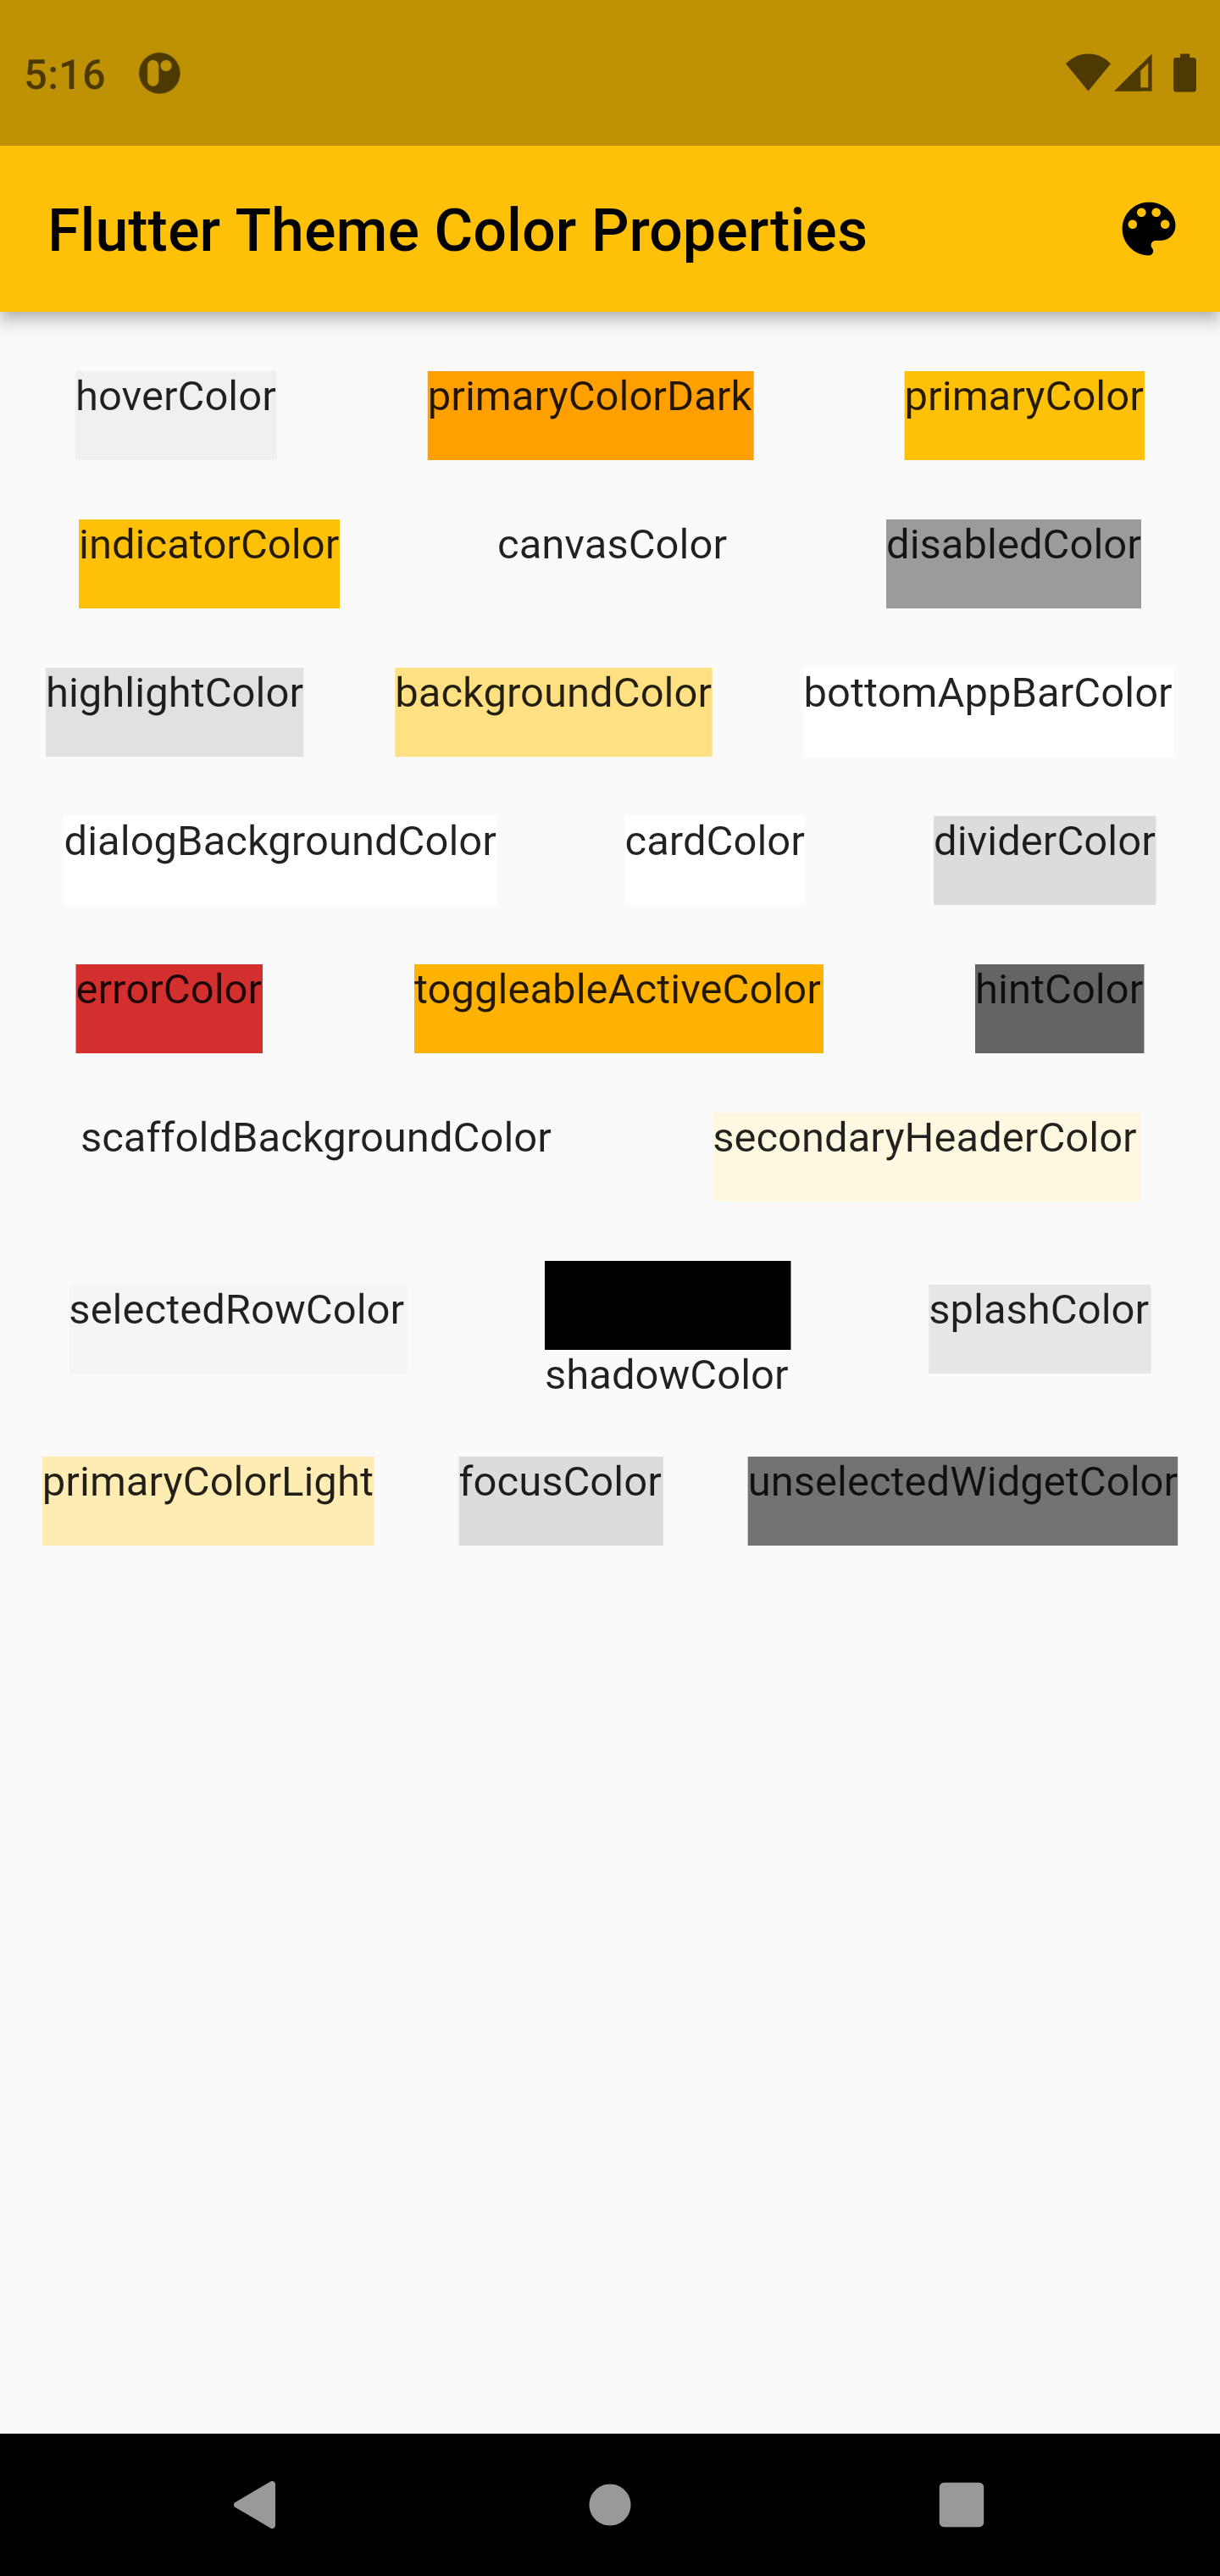 5:16
Flutter Theme Color Properties
hoverColor primaryColorDark primaryColor
indicatorColor canvasColor disabledColor
highlightColor backgroundColor bottomAppBarColor
dialogBackgroundColor cardColor dividerColor
errorColor toggleableActiveColor hintColor
scaffoldBackgroundColor secondaryHeaderColor
selectedRowColor shadowColor splashColor
primaryColorLight focusColor unselectedWidgetColor